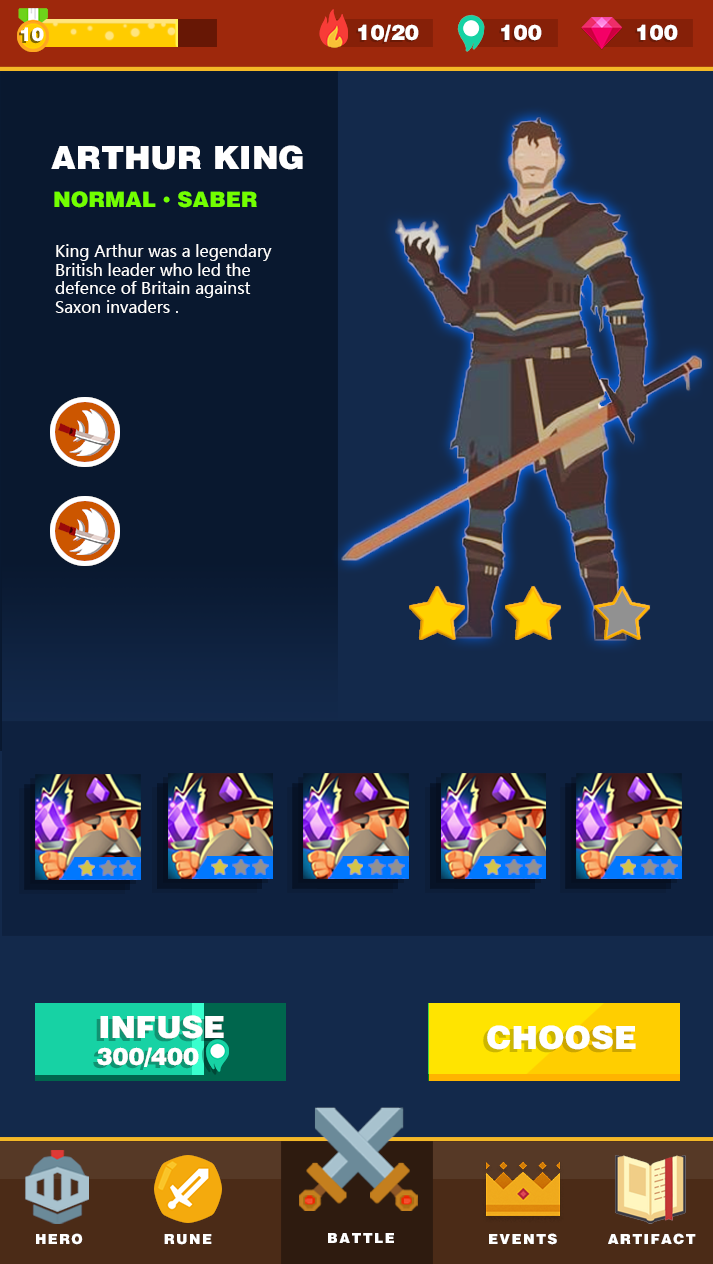 10
10/20
100
100
ARTHUR KING
NORMAL • SABER
King Arthur was a legendary
British leader who led the
defence of Britain against
Saxon invaders .
INFUSE
300/400
CHOOSE
HERO
RUNE
BATTLE
EVENTS
ARTIFACT